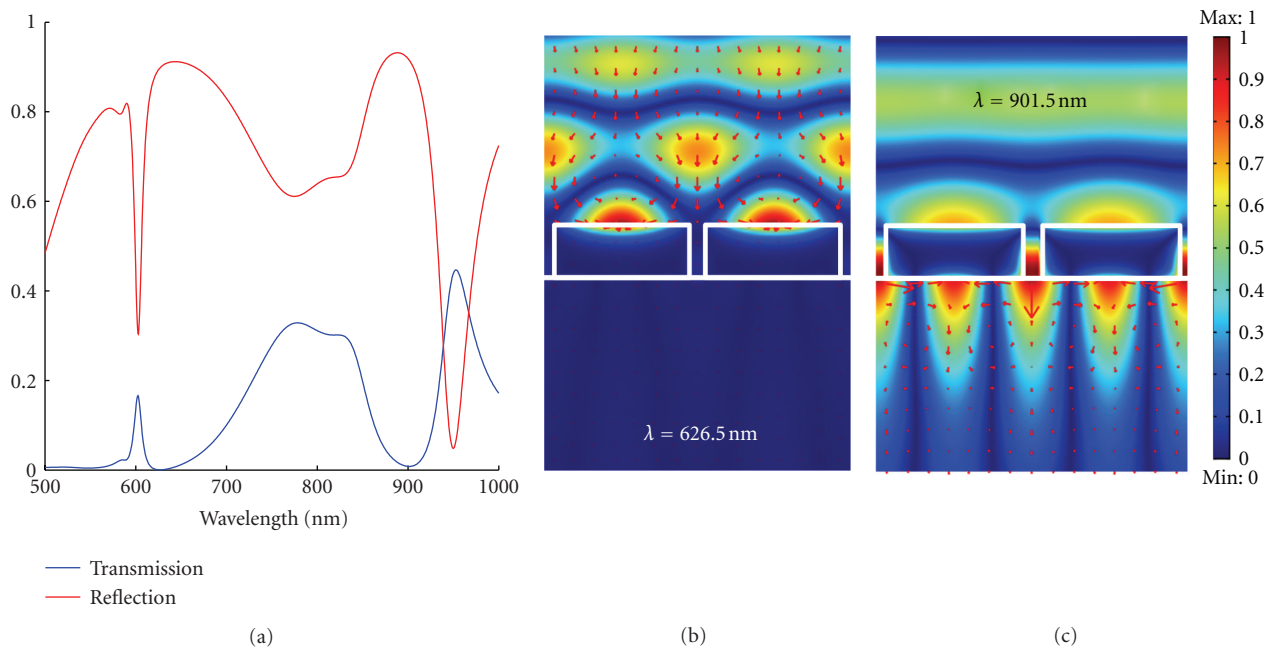 1
0.8
0.6
0.4
0.2
0
500
600
700
800
900
1000
Wavelength (nm)
Transmission
Reflection
(a)
λ = 626.5 nm
(b)
λ = 901.5 nm
(c)
Max: 1
1
0.9
0.8
0.7
0.6
0.5
0.4
0.3
0.2
0.1
0
Min: 0